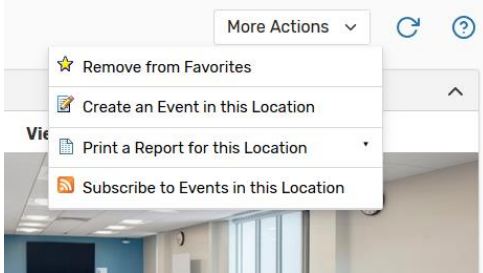 More Actions
Remove from Favorites
Create an Event in this Location
Vie
Print a Report for this Location
Subscribe to Events in this Location